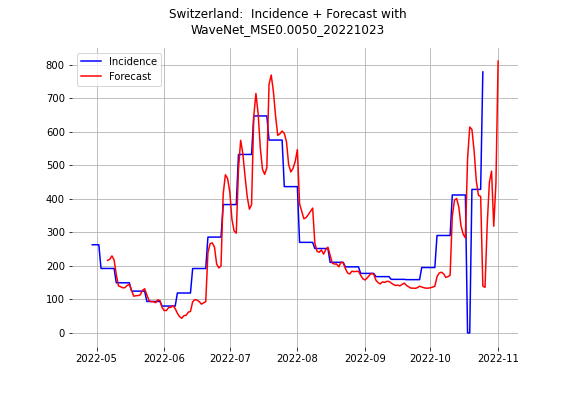 Switzerland:  Incidence + Forecast with
WaveNet_MSE0.0050_20221023
Incidence
Forecast
800
700
600
500
400
300
200
100
0
2022-05 2022-06 2022-07 2022-08 2022-09 2022-10 2022-11